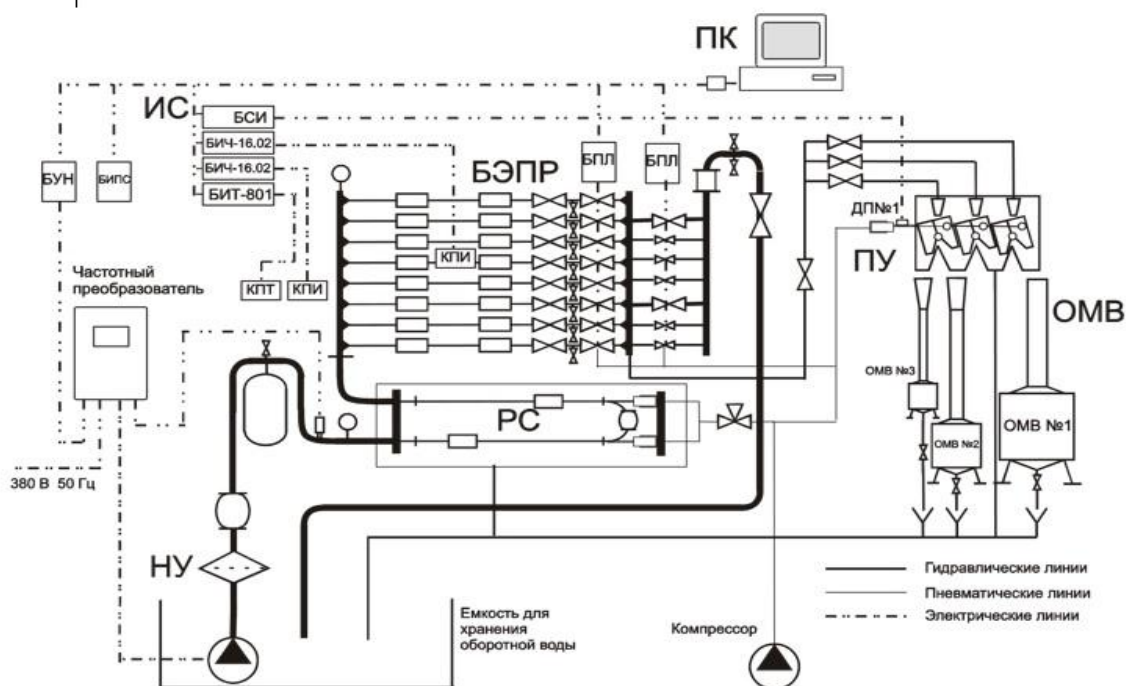 ПК
ИС
БСИ
БИЧ-16.02
БИЧ-16.02
БИТ-801
БУН
БИПС
БЭПР
БПЛ
БПЛ
КПИ
КПТ
КПИ
ДП№1
ПУ
ОМВ
Частотный
преобразователь
ОМВ №3
ОМВ №2
ОМВ №1
РС
380 В 50 Гц
НУ
Гидравлические линии
Пневматические линии
Электрические линии
Емкость для
хранения
оборотной воды
Компрессор